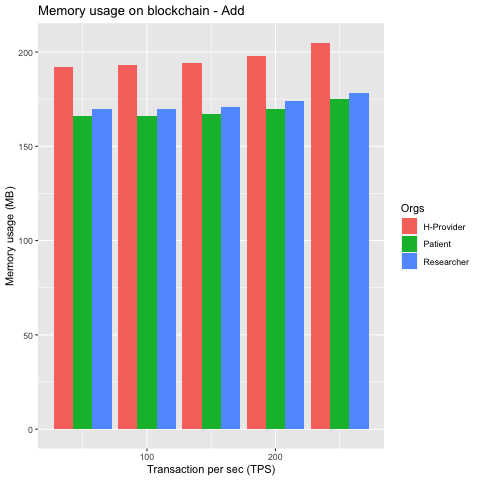 Memory usage on blockchain - Add
Memory usage (MB)
200
150
100
50
0
100
200
Transaction per sec (TPS)
Orgs
H-Provider
Patient
Researcher